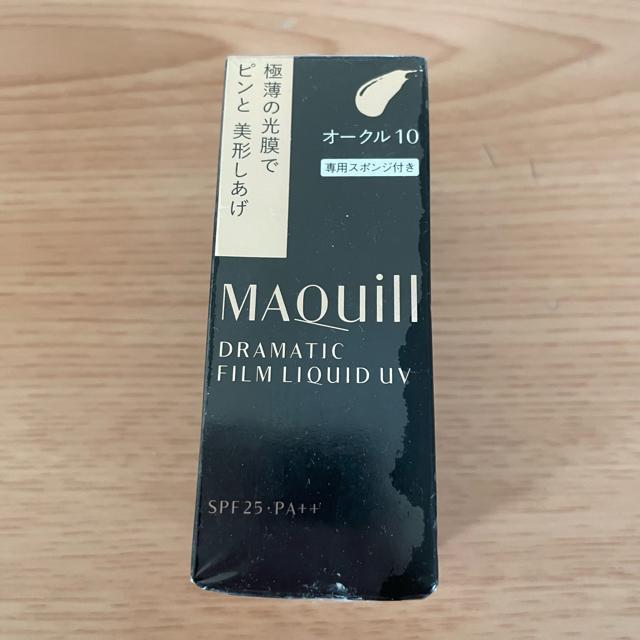 極薄の光膜で
ピンと 美形しあげ
オークル10
専用スポンジ付き
MAQuill
DRAMATIC
FILM LIQUID UV
SPF25・PA++